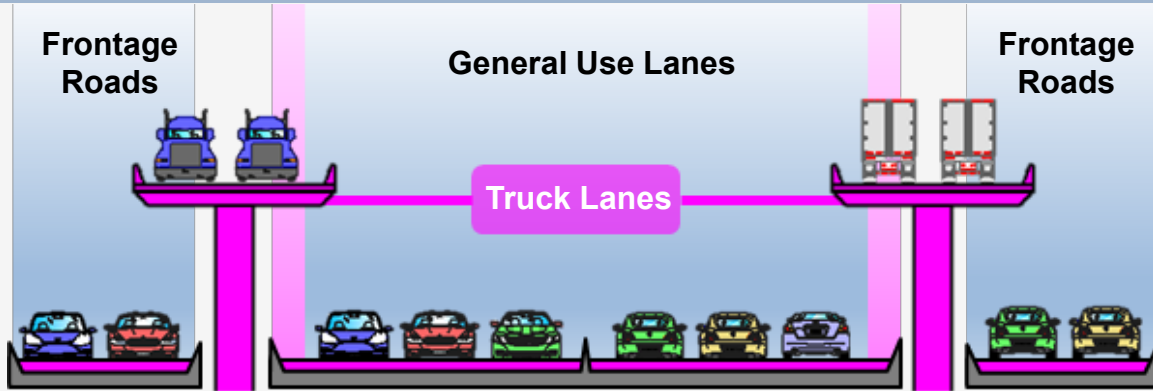 Frontage
Roads
General Use Lanes
Frontage
Roads
Truck Lanes